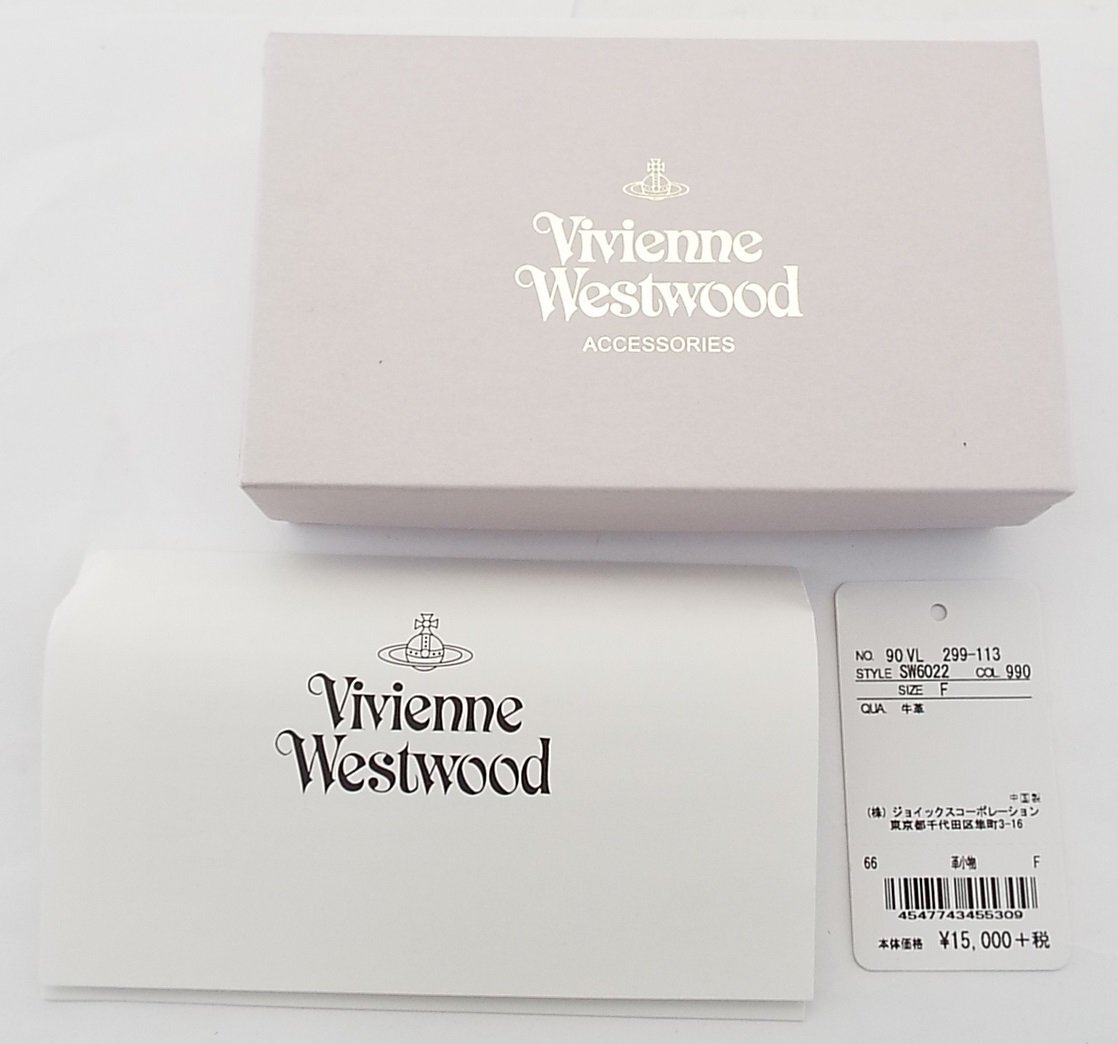 Vivienne
Westwood
ACCESSORIES
Vivienne
Westwood
NO. 90 VL 299-113
STYLE SW6022 COL 990
SIZE F
QUA. 牛革
中国製
(株) ジョイックスコーポレーション
東京都千代田区隼町3-16
66 革小物 F
4547743455309
本体価格 ¥15,000+税